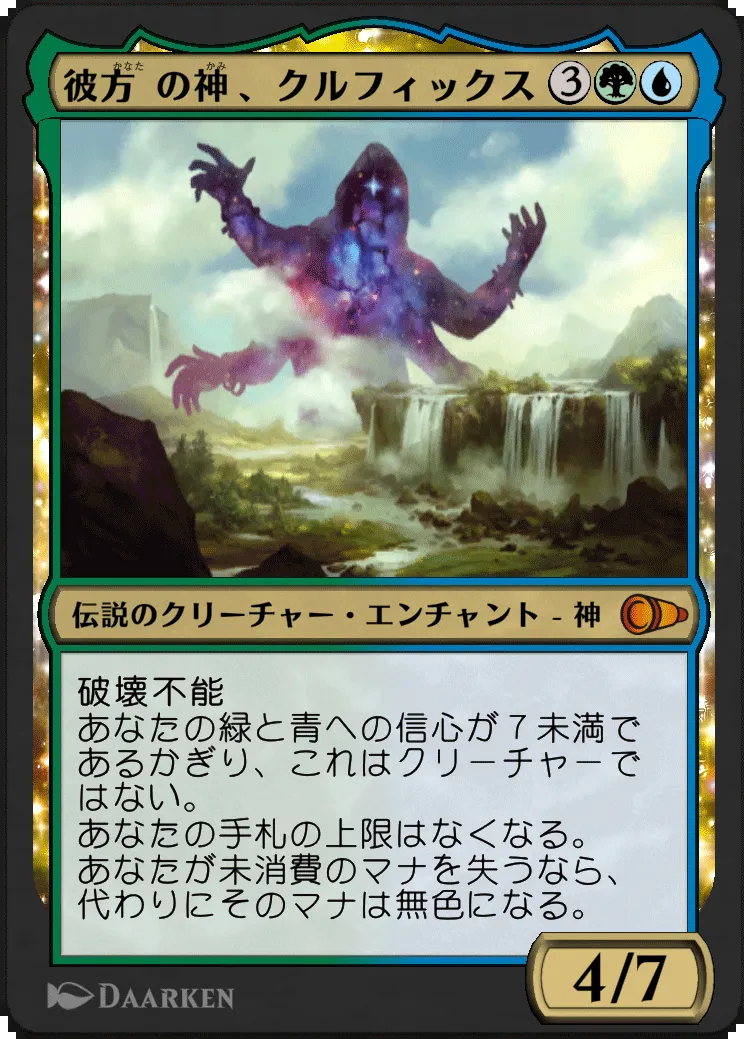 彼方の神、クルフィックス 3
伝説のクリーチャー・エンチャント - 神
破壊不能
あなたの緑と青への信心が７未満で
あるかぎり、これはクリーチャーで
はない。
あなたの手札の上限はなくなる。
あなたが未消費のマナを失うなら、
代わりにそのマナは無色になる。
4/7
DAARKEN